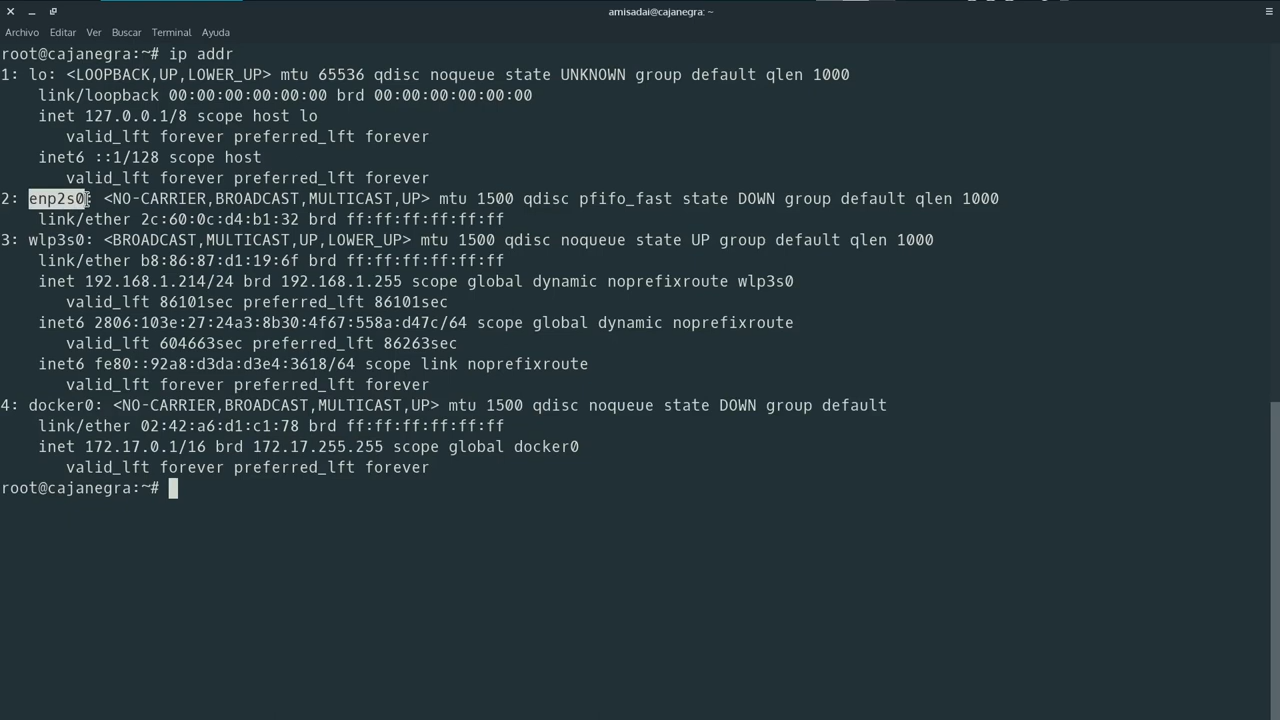 amisadai@cajanegra: ~
Archivo Editar Ver Buscar Terminal Ayuda
root@cajanegra:~# ip addr
1: lo: <LOOPBACK,UP,LOWER_UP> mtu 65536 qdisc noqueue state UNKNOWN group default qlen 1000
    link/loopback 00:00:00:00:00:00 brd 00:00:00:00:00:00
    inet 127.0.0.1/8 scope host lo
       valid_lft forever preferred_lft forever
    inet6 ::1/128 scope host
       valid_lft forever preferred_lft forever
2: enp2s0: <NO-CARRIER,BROADCAST,MULTICAST,UP> mtu 1500 qdisc pfifo_fast state DOWN group default qlen 1000
    link/ether 2c:60:0c:d4:b1:32 brd ff:ff:ff:ff:ff:ff
3: wlp3s0: <BROADCAST,MULTICAST,UP,LOWER_UP> mtu 1500 qdisc noqueue state UP group default qlen 1000
    link/ether b8:86:87:d1:19:6f brd ff:ff:ff:ff:ff:ff
    inet 192.168.1.214/24 brd 192.168.1.255 scope global dynamic noprefixroute wlp3s0
       valid_lft 86101sec preferred_lft 86101sec
    inet6 2806:103e:27:24a3:8b30:4f67:558a:d47c/64 scope global dynamic noprefixroute
       valid_lft 604663sec preferred_lft 86263sec
    inet6 fe80::92a8:d3da:d3e4:3618/64 scope link noprefixroute
       valid_lft forever preferred_lft forever
4: docker0: <NO-CARRIER,BROADCAST,MULTICAST,UP> mtu 1500 qdisc noqueue state DOWN group default
    link/ether 02:42:a6:d1:c1:78 brd ff:ff:ff:ff:ff:ff
    inet 172.17.0.1/16 brd 172.17.255.255 scope global docker0
       valid_lft forever preferred_lft forever
root@cajanegra:~#